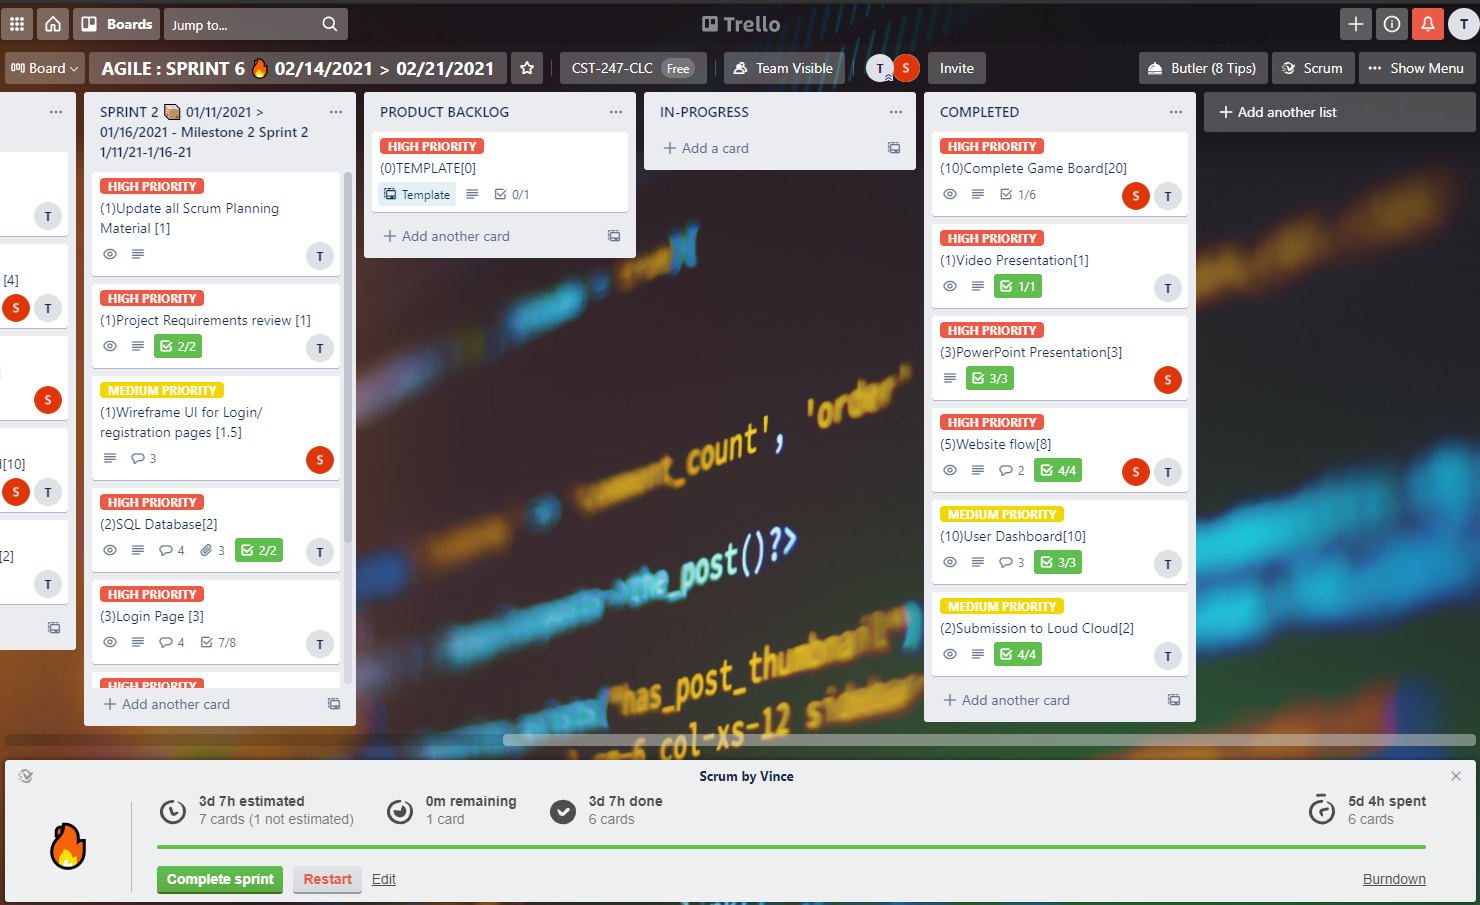 Boards
Jump to...
Trello
T
Board
AGILE : SPRINT 6 🔥 02/14/2021 > 02/21/2021
CST-247-CLC Free
Team Visible
T S
Invite
Butler (8 Tips)
Scrum
Show Menu
T
[4]
S T
]
S
[10]
S T
[2]
T
SPRINT 2 01/11/2021 >
01/16/2021 - Milestone 2 Sprint 2
1/11/21-1/16-21
HIGH PRIORITY
(1)Update all Scrum Planning
Material [1]
T
HIGH PRIORITY
(1)Project Requirements review [1]
2/2
T
MEDIUM PRIORITY
(1)Wireframe UI for Login/
registration pages [1.5]
3
S
HIGH PRIORITY
(2)SQL Database[2]
4 3 2/2
T
HIGH PRIORITY
(3)Login Page [3]
4 7/8
T
HIGH PRIORITY
+ Add another card
PRODUCT BACKLOG
HIGH PRIORITY
(0)TEMPLATE[0]
Template 0/1
+ Add another card
IN-PROGRESS
+ Add a card
COMPLETED
HIGH PRIORITY
(10)Complete Game Board[20]
1/6
S T
HIGH PRIORITY
(1)Video Presentation[1]
1/1
T
HIGH PRIORITY
(3)PowerPoint Presentation[3]
3/3
S
HIGH PRIORITY
(5)Website flow[8]
2 4/4
S T
MEDIUM PRIORITY
(10)User Dashboard[10]
3 3/3
T
MEDIUM PRIORITY
(2)Submission to Loud Cloud[2]
4/4
T
+ Add another card
+ Add another list
_count', 'order'
the_post()?>
"has_post_thumbnail")
-6 col-xs-12 sidebar
Scrum by Vince
3d 7h estimated
7 cards (1 not estimated)
0m remaining
1 card
3d 7h done
6 cards
5d 4h spent
6 cards
Complete sprint
Restart
Edit
Burndown